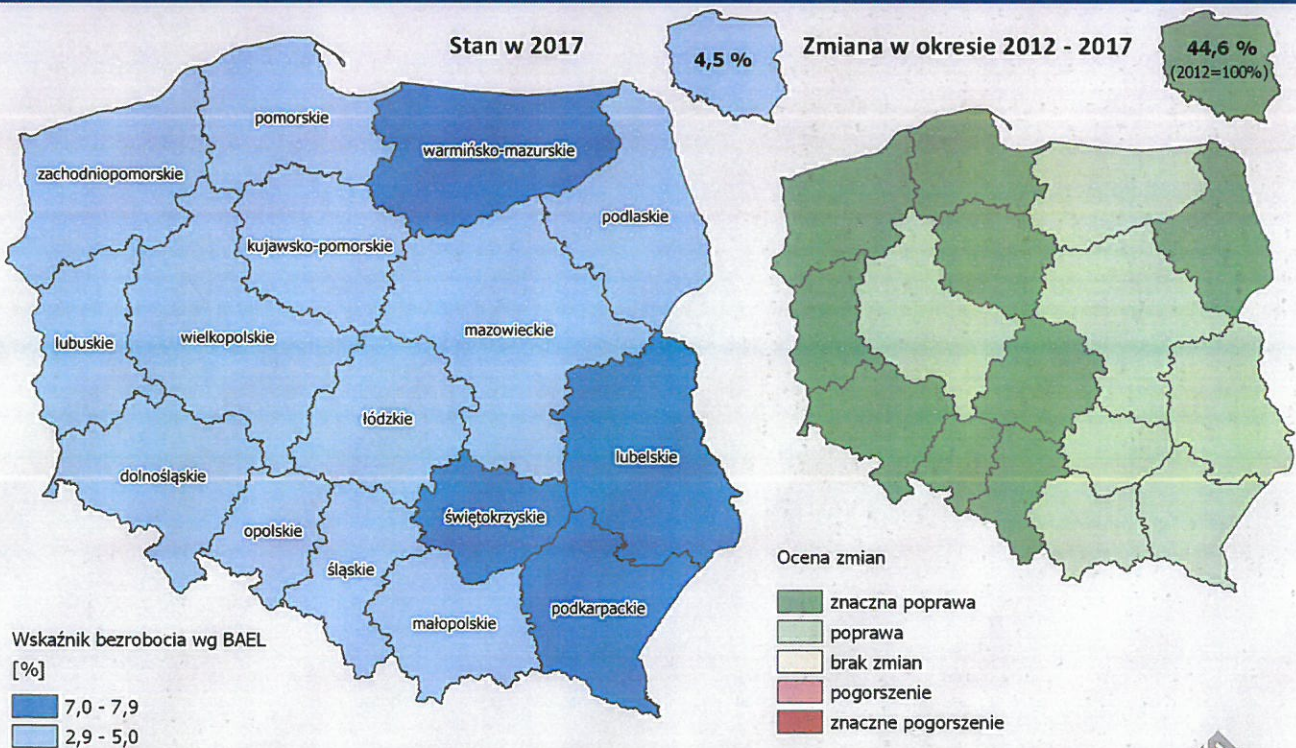 Stan w 2017
4,5 %
Zmiana w okresie 2012 - 2017
44,6 %
(2012=100%)
pomorskie
warmińsko-mazurskie
zachodniopomorskie
podlaskie
kujawsko-pomorskie
mazowieckie
wielkopolskie
lubuskie
łódzkie
lubelskie
dolnośląskie
świętokrzyskie
opolskie
śląskie
podkarpackie
małopolskie
Wskaźnik bezrobocia wg BAEL
[%]
7,0 - 7,9
2,9 - 5,0
Ocena zmian
znaczna poprawa
poprawa
brak zmian
pogorszenie
znaczne pogorszenie